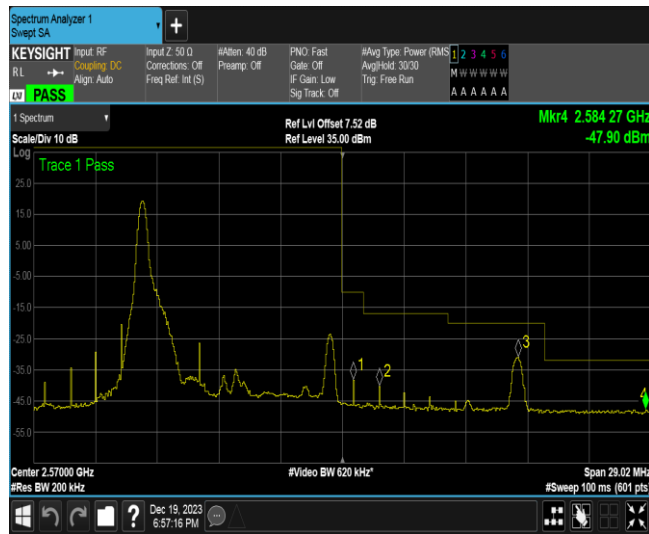 Spectrum Analyzer 1
Swept SA
+
KEYSIGHT
RL
LXI PASS
Input: RF
Coupling: DC
Align: Auto
Input Z: 50 Ω
Corrections: Off
Freq Ref: Int (S)
#Atten: 40 dB
Preamp: Off
PNO: Fast
Gate: Off
IF Gain: Low
Sig Track: Off
#Avg Type: Power (RMS
Avg|Hold: 30/30
Trig: Free Run
1 2 3 4 5 6
M W W W W W
A A A A A A
1 Spectrum
Scale/Div 10 dB
Ref Lvl Offset 7.52 dB
Ref Level 35.00 dBm
Mkr4 2.584 27 GHz
-47.90 dBm
Log
Trace 1 Pass
25.0
15.0
5.00
-5.00
-15.0
-25.0
-35.0
-45.0
-55.0
1
2
3
4
Center 2.57000 GHz
#Res BW 200 kHz
#Video BW 620 kHz*
Span 29.02 MHz
#Sweep 100 ms (601 pts)
?
Dec 19, 2023
6:57:16 PM